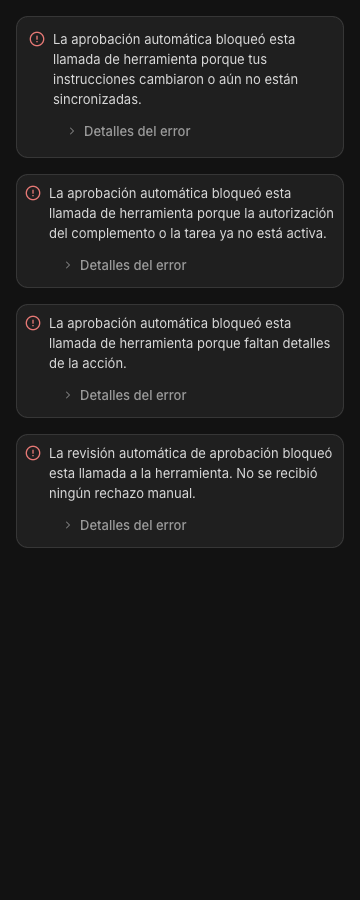 La aprobación automática bloqueó esta
llamada de herramienta porque tus
instrucciones cambiaron o aún no están
sincronizadas.
Detalles del error
La aprobación automática bloqueó esta
llamada de herramienta porque la autorización
del complemento o la tarea ya no está activa.
Detalles del error
La aprobación automática bloqueó esta
llamada de herramienta porque faltan detalles
de la acción.
Detalles del error
La revisión automática de aprobación bloqueó
esta llamada a la herramienta. No se recibió
ningún rechazo manual.
Detalles del error